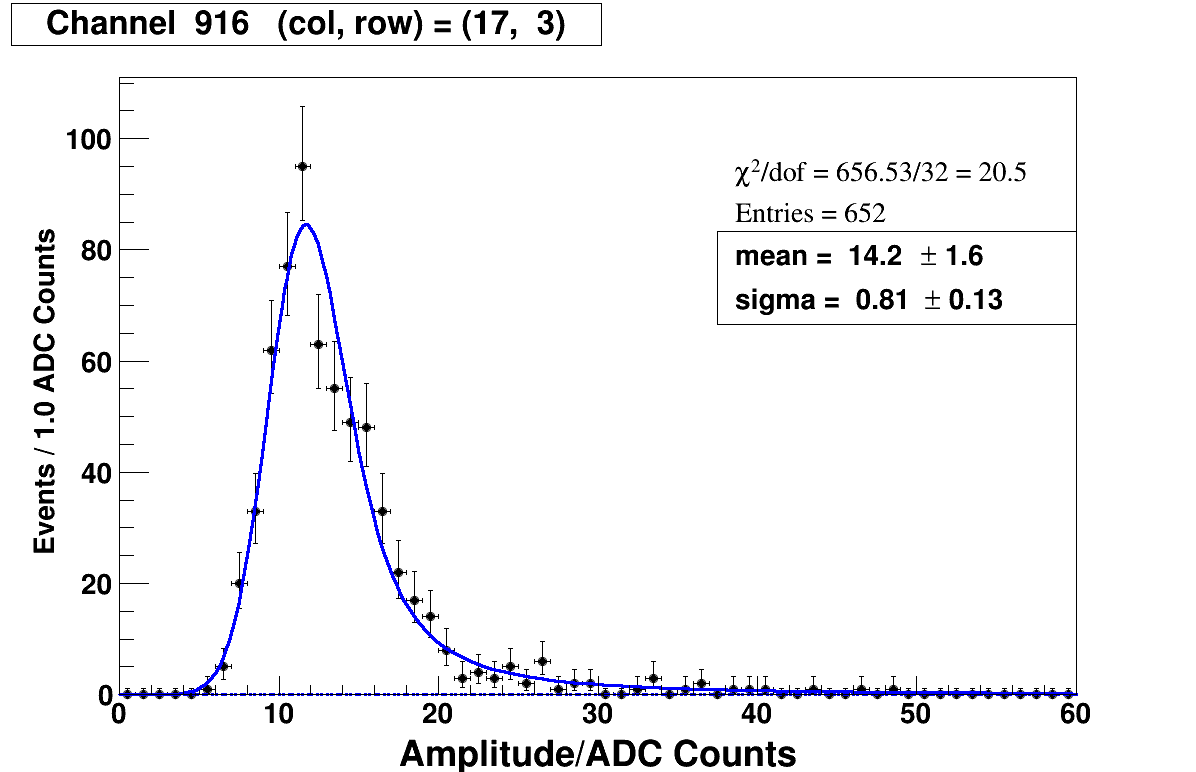 Channel 916 (col, row) = (17, 3)
χ²/dof = 656.53/32 = 20.5
Entries = 652
mean = 14.2 ± 1.6
sigma = 0.81 ± 0.13
Events / 1.0 ADC Counts
100
80
60
40
20
0
0 10 20 30 40 50 60
Amplitude/ADC Counts